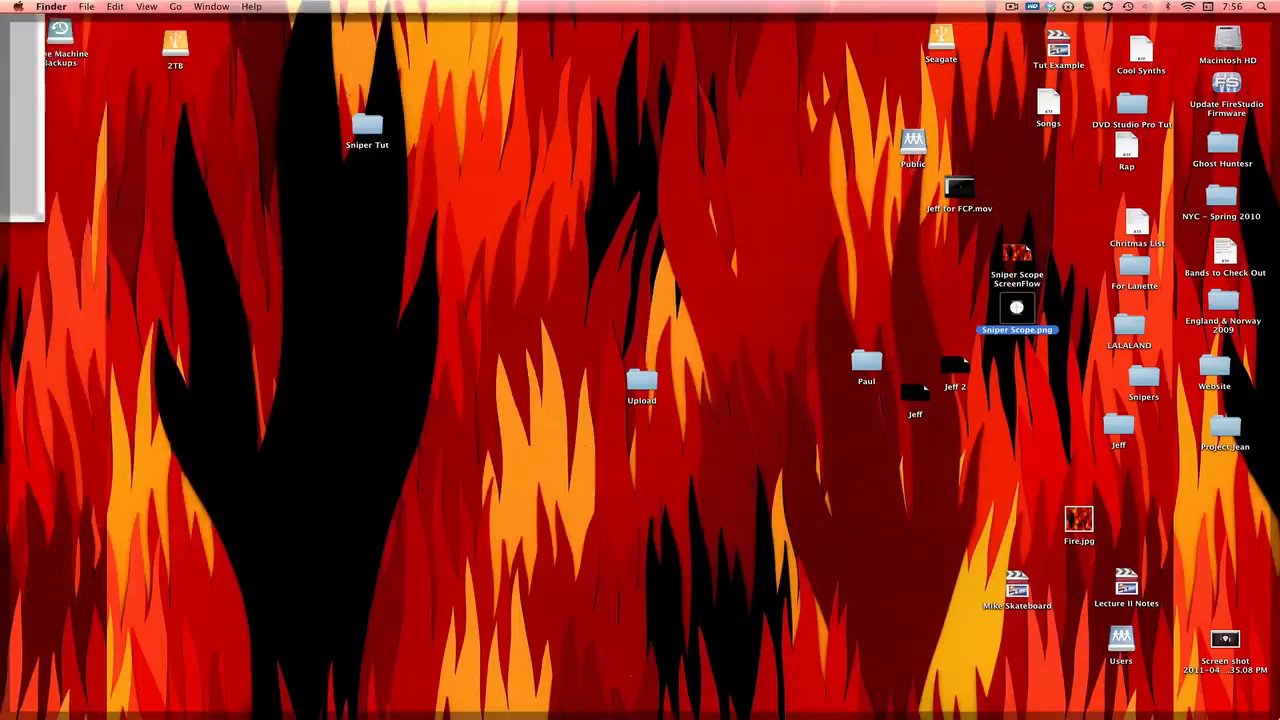 Finder File Edit View Go Window Help 7:56
e Machine
Backups
2TB
Sniper Tut
Seagate
Tut Example
Cool Synths
Macintosh HD
Songs
DVD Studio Pro Tut
Update FireStudio
Firmware
Public
Rap
Ghost Huntesr
Jeff for FCP.mov
Chritmas List
NYC - Spring 2010
Sniper Scope
ScreenFlow
For Lanette
Bands to Check Out
Sniper Scope.png
LALALAND
England & Norway
2009
Paul
Jeff 2
Snipers
Website
Upload
Jeff
Jeff
Project Jean
Fire.jpg
Mike Skateboard
Lecture II Notes
Users
Screen shot
2011-04...35.08 PM